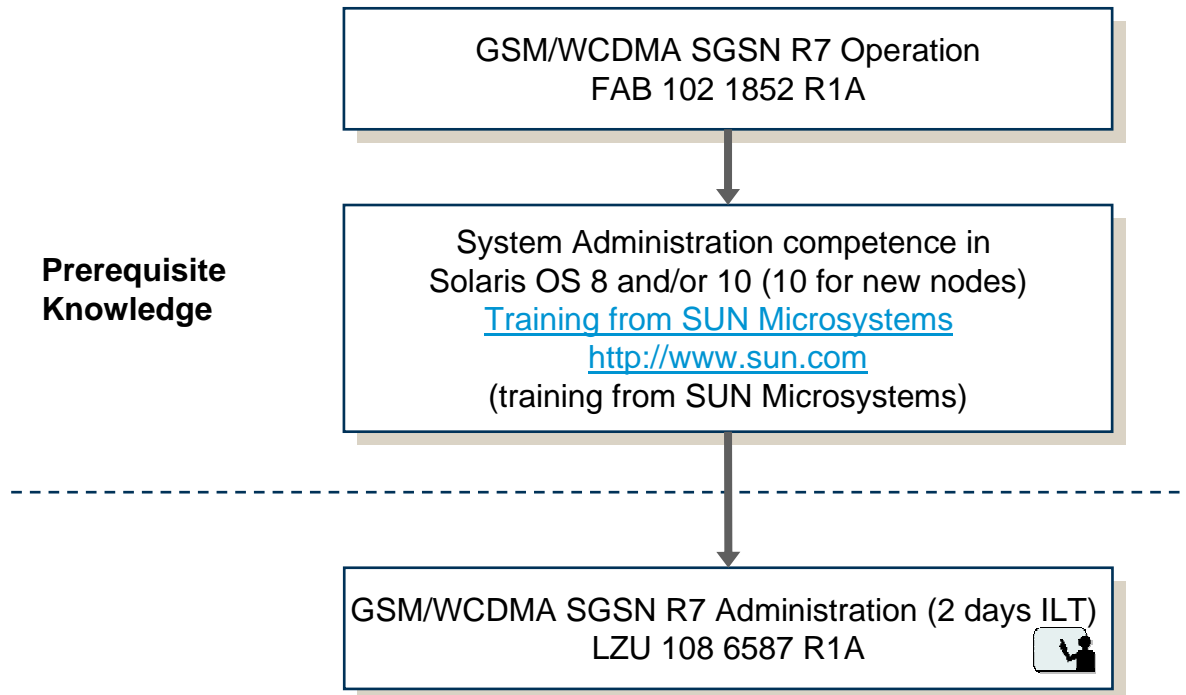 GSM/WCDMA SGSN R7 Operation
FAB 102 1852 R1A
Prerequisite
Knowledge
System Administration competence in
Solaris OS 8 and/or 10 (10 for new nodes)
Training from SUN Microsystems
http://www.sun.com
(training from SUN Microsystems)
GSM/WCDMA SGSN R7 Administration (2 days ILT)
LZU 108 6587 R1A